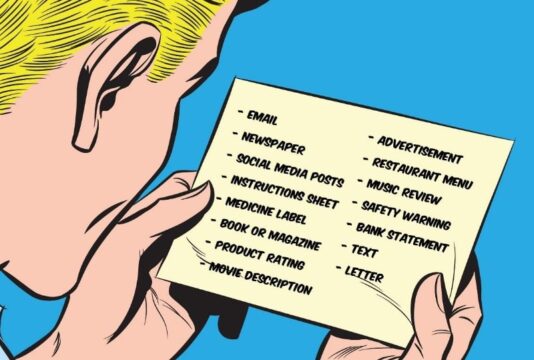 - EMAIL
- NEWSPAPER
- SOCIAL MEDIA POSTS
- INSTRUCTIONS SHEET
- MEDICINE LABEL
- BOOK OR MAGAZINE
- PRODUCT RATING
- MOVIE DESCRIPTION
- ADVERTISEMENT
- RESTAURANT MENU
- MUSIC REVIEW
- SAFETY WARNING
- BANK STATEMENT
- TEXT
- LETTER